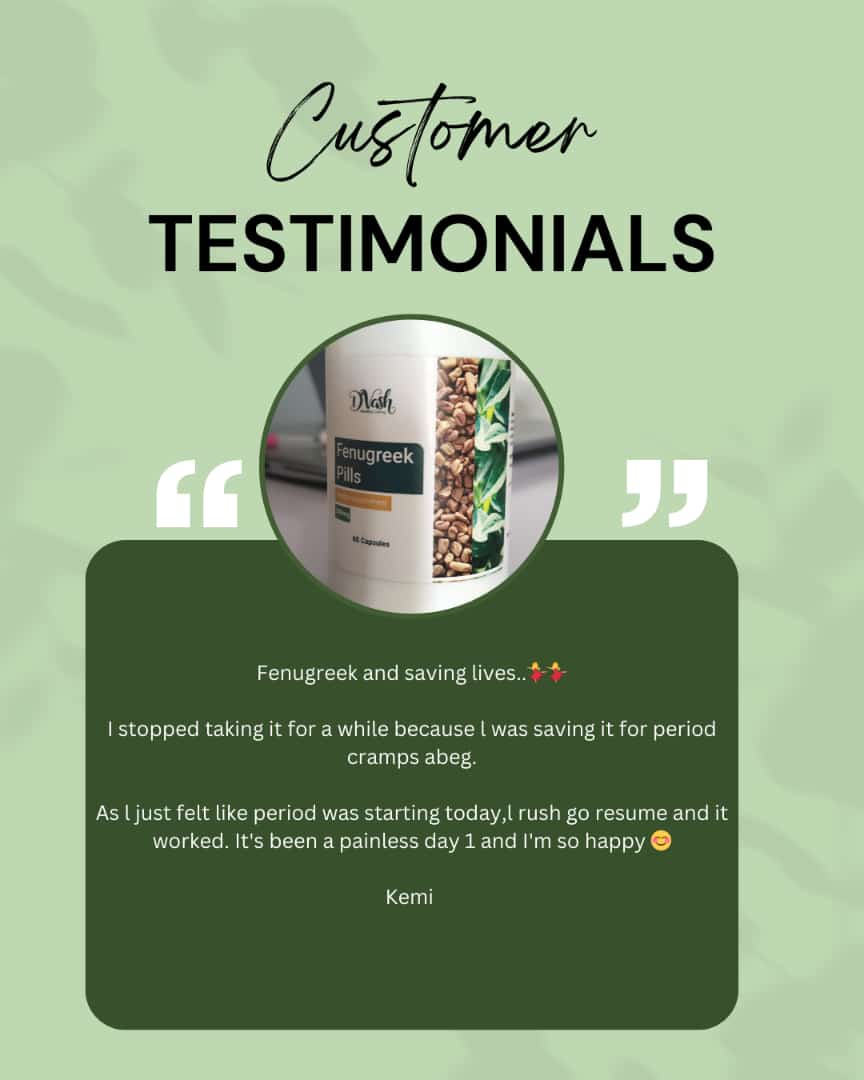 Customer
TESTIMONIALS
DVash
Fenugreek
Pills
60 Capsules
“ ”
Fenugreek and saving lives..💃💃
I stopped taking it for a while because l was saving it for period
cramps abeg.
As l just felt like period was starting today,l rush go resume and it
worked. It's been a painless day 1 and I'm so happy 😊
Kemi